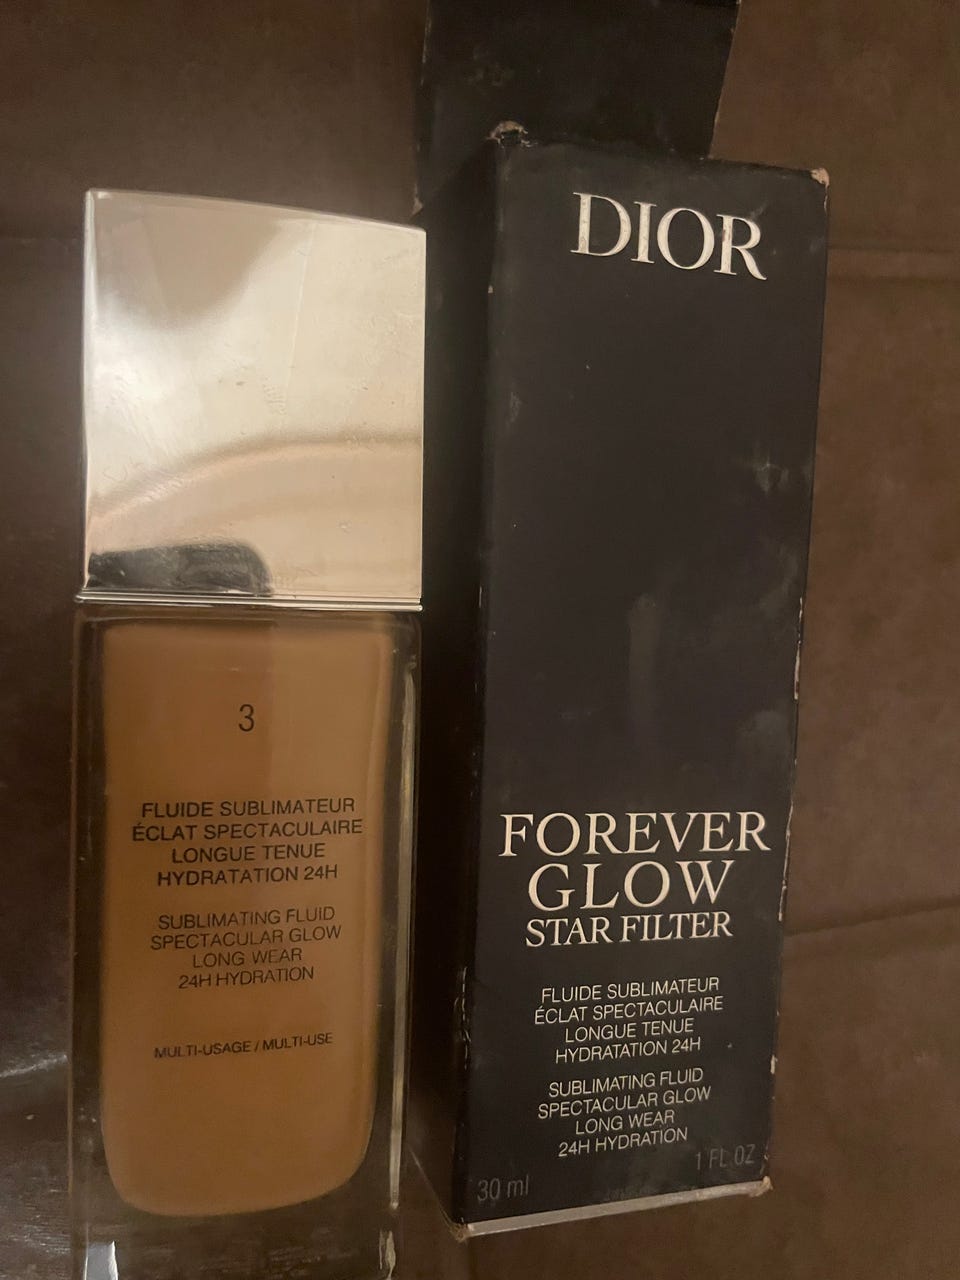 3
FLUIDE SUBLIMATEUR
ÉCLAT SPECTACULAIRE
LONGUE TENUE
HYDRATATION 24H
SUBLIMATING FLUID
SPECTACULAR GLOW
LONG WEAR
24H HYDRATION
MULTI-USAGE / MULTI-USE
DIOR
FOREVER
GLOW
STAR FILTER
FLUIDE SUBLIMATEUR
ÉCLAT SPECTACULAIRE
LONGUE TENUE
HYDRATATION 24H
SUBLIMATING FLUID
SPECTACULAR GLOW
LONG WEAR
24H HYDRATION
30 ml 1 FL OZ